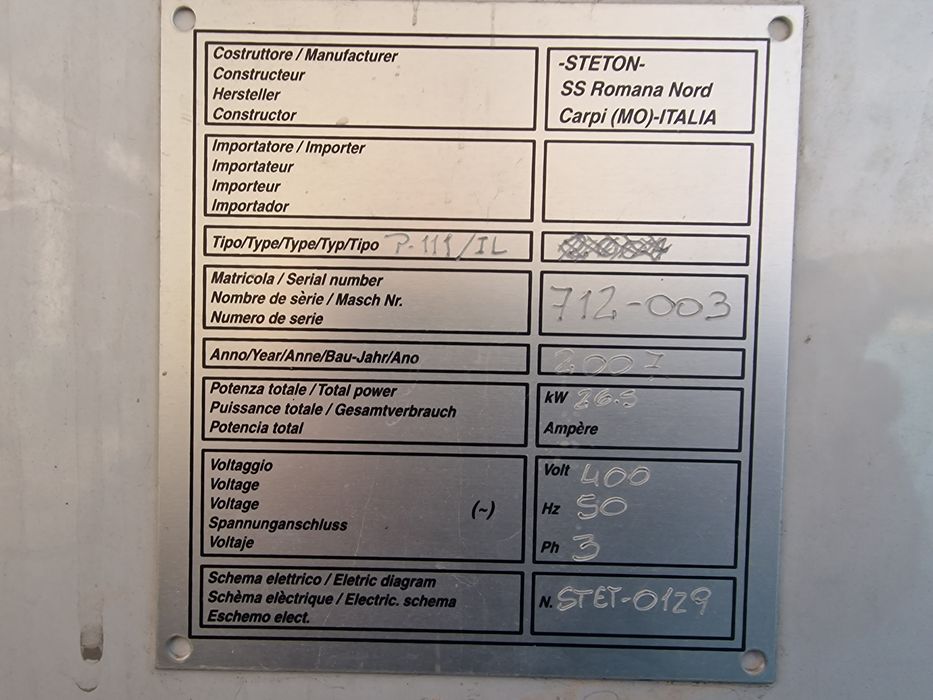 Costruttore / Manufacturer
Constructeur
Hersteller
Constructor
-STETON-
SS Romana Nord
Carpi (MO)-ITALIA
Importatore / Importer
Importateur
Importeur
Importador
Tipo/Type/Type/Typ/Tipo P-111/IL
Matricola / Serial number
Nombre de sèrie / Masch Nr.
Numero de serie
712-003
Anno/Year/Anne/Bau-Jahr/Ano
2007
Potenza totale / Total power
Puissance totale / Gesamtverbrauch
Potencia total
kW 26.5
Ampère
Voltaggio
Voltage
Voltage (~)
Spannunganschluss
Voltaje
Volt 400
Hz 50
Ph 3
Schema elettrico / Eletric diagram
Schèma elèctrique / Electric. schema
Eschemo elect.
N. STET-0129